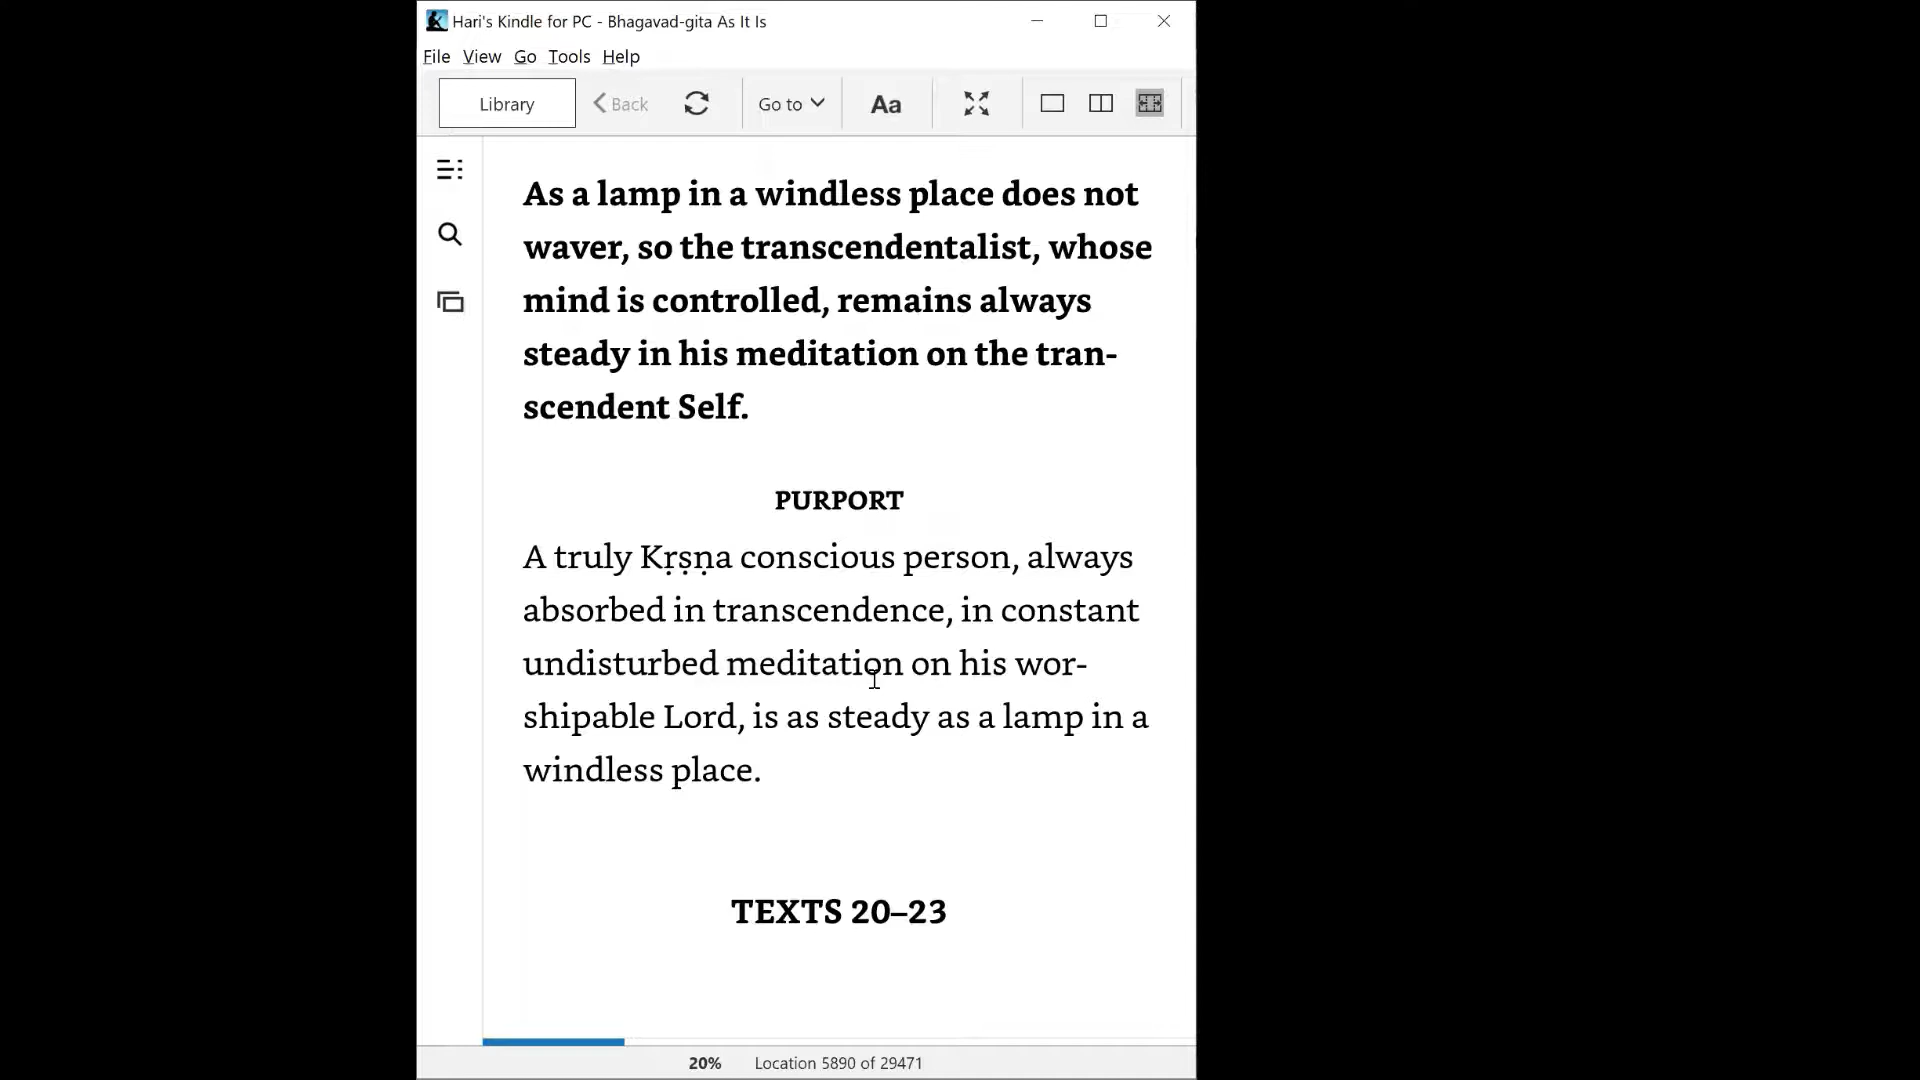 Hari's Kindle for PC - Bhagavad-gita As It Is
File View Go Tools Help
Library Back Go to Aa
As a lamp in a windless place does not
waver, so the transcendentalist, whose
mind is controlled, remains always
steady in his meditation on the tran-
scendent Self.
PURPORT
A truly Kṛṣṇa conscious person, always
absorbed in transcendence, in constant
undisturbed meditation on his wor-
shipable Lord, is as steady as a lamp in a
windless place.
TEXTS 20–23
20% Location 5890 of 29471